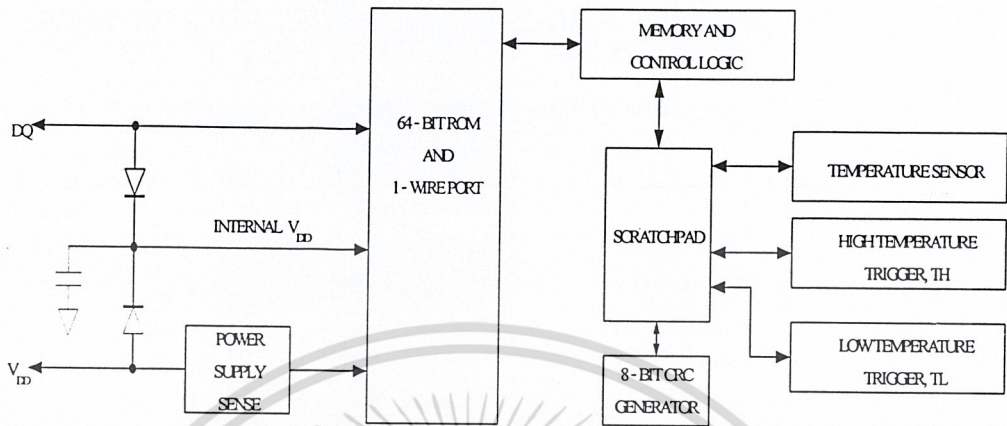 DQ
INTERNAL VDD
VDD
POWER
SUPPLY
SENSE
64 - BIT ROM
AND
1 - WIRE PORT
MEMORY AND
CONTROL LOGIC
SCRATCHPAD
8 - BIT CRC
GENERATOR
TEMPERATURE SENSOR
HIGH TEMPERATURE
TRIGGER, TH
LOW TEMPERATURE
TRIGGER, TL